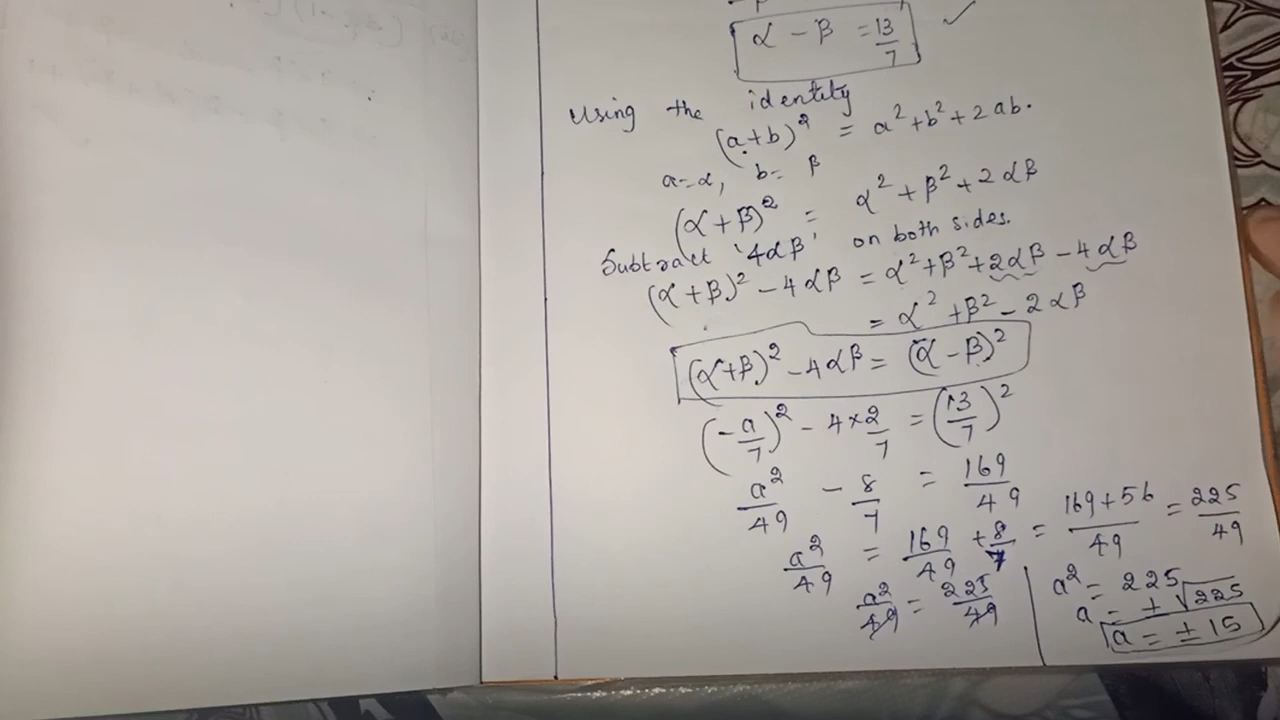 α - β = 13/7 ✓
Using the identity
(a+b)² = a² + b² + 2ab.
a=α, b= β
(α+β)² = α² + β² + 2αβ
Subtract '4αβ' on both sides.
(α+β)² - 4αβ = α²+β²+2αβ - 4αβ
= α² + β² - 2αβ
(α+β)² - 4αβ = (α-β)²
(-a/7)² - 4×2/7 = (13/7)²
a²/49 - 8/7 = 169/49
a²/49 = 169/49 + 8/7 = 169+56/49 = 225/49
a²/49 = 225/49
a² = 225
a = ± √225
a = ± 15